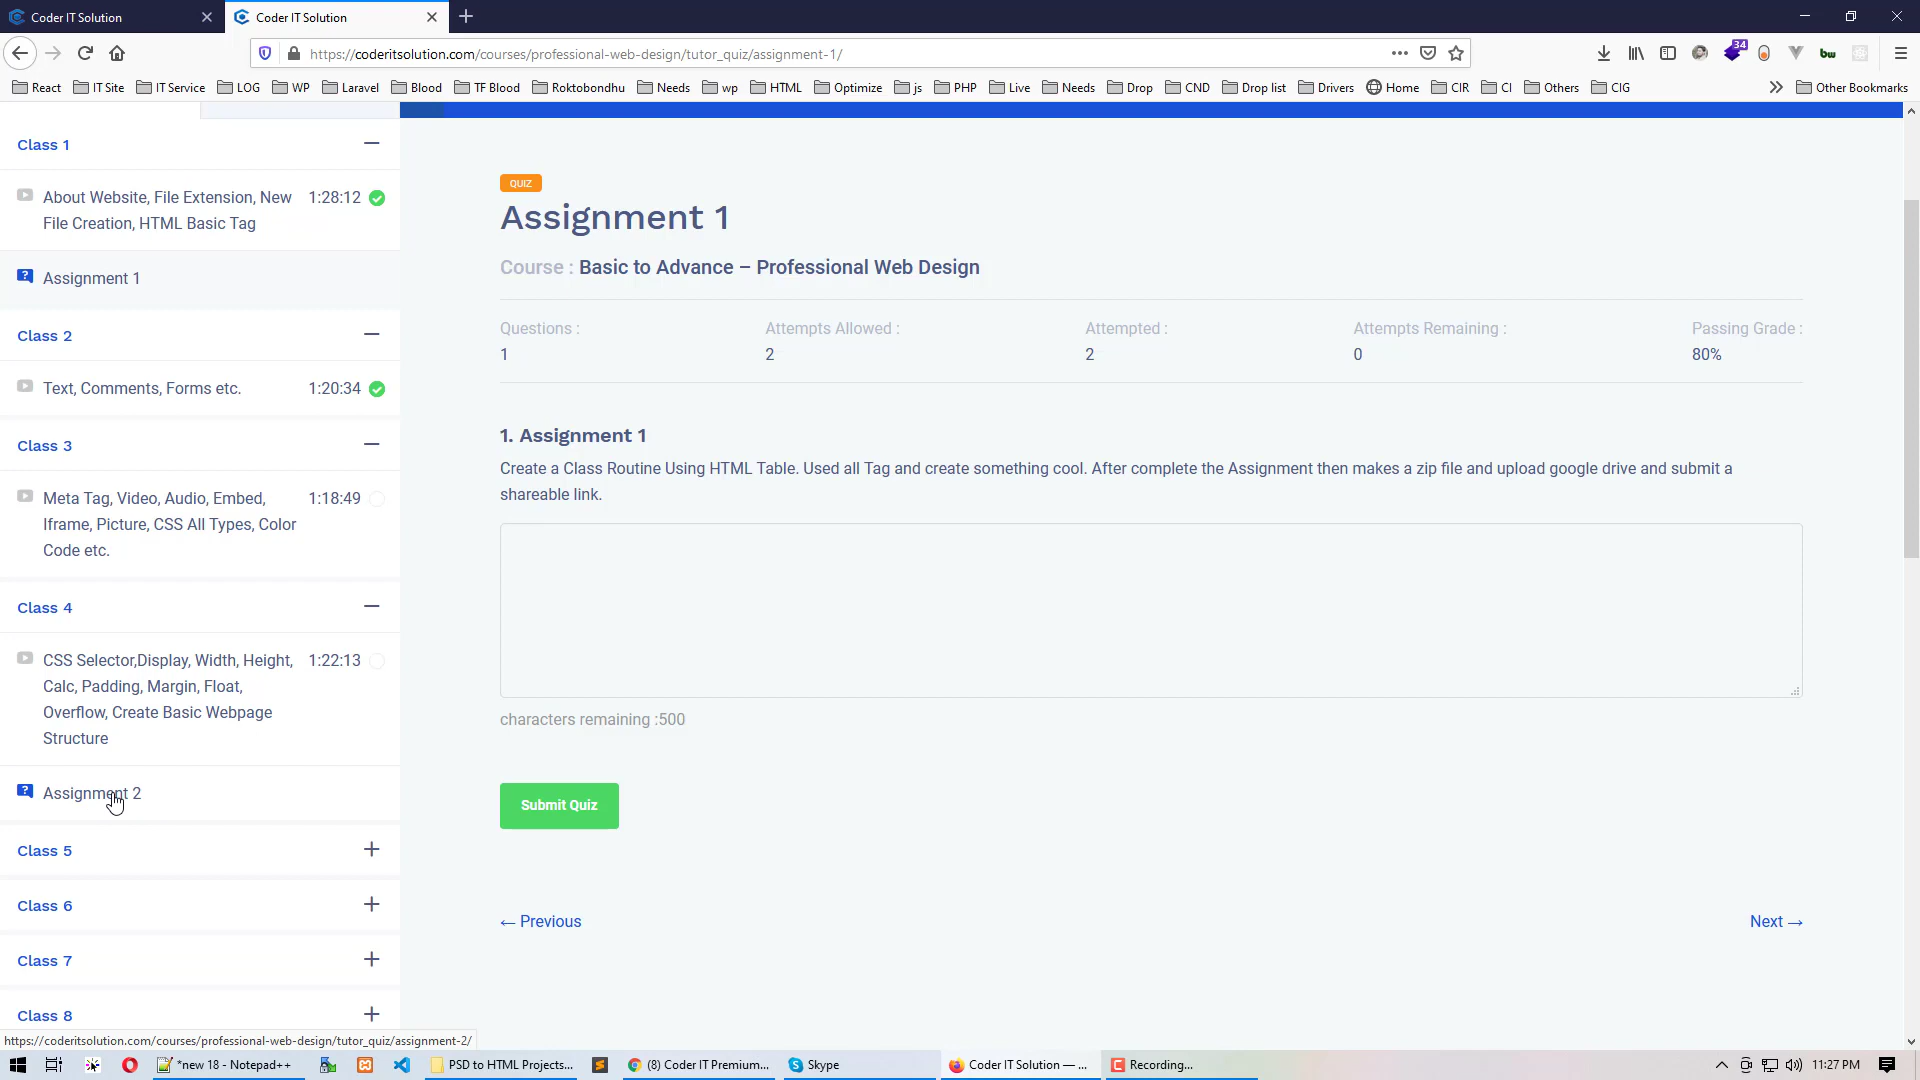 Coder IT Solution
Coder IT Solution
https://coderitsolution.com/courses/professional-web-design/tutor_quiz/assignment-1/
34
bw
React
IT Site
IT Service
LOG
WP
Laravel
Blood
TF Blood
Roktobondhu
Needs
wp
HTML
Optimize
js
PHP
Live
Needs
Drop
CND
Drop list
Drivers
Home
CIR
CI
Others
CIG
Other Bookmarks
Class 1
About Website, File Extension, New
File Creation, HTML Basic Tag
1:28:12
Assignment 1
Class 2
Text, Comments, Forms etc.
1:20:34
Class 3
Meta Tag, Video, Audio, Embed,
Iframe, Picture, CSS All Types, Color
Code etc.
1:18:49
Class 4
CSS Selector,Display, Width, Height,
Calc, Padding, Margin, Float,
Overflow, Create Basic Webpage
Structure
1:22:13
Assignment 2
Class 5
Class 6
Class 7
Class 8
QUIZ
Assignment 1
Course : Basic to Advance – Professional Web Design
Questions :
1
Attempts Allowed :
2
Attempted :
2
Attempts Remaining :
0
Passing Grade :
80%
1. Assignment 1
Create a Class Routine Using HTML Table. Used all Tag and create something cool. After complete the Assignment then makes a zip file and upload google drive and submit a
shareable link.
characters remaining :500
Submit Quiz
← Previous
Next →
https://coderitsolution.com/courses/professional-web-design/tutor_quiz/assignment-2/
*new 18 - Notepad++
PSD to HTML Projects...
(8) Coder IT Premium...
Skype
Coder IT Solution — ...
Recording...
11:27 PM